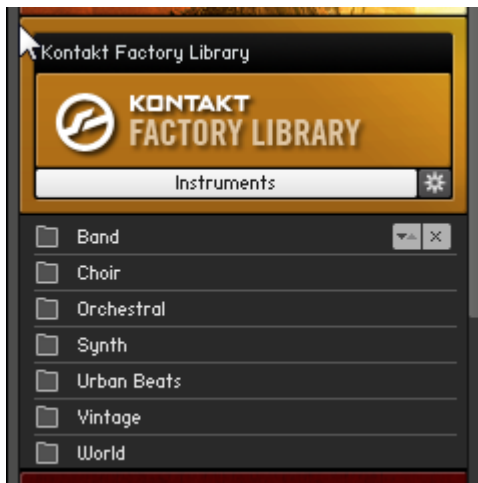 Kontakt Factory Library
KONTAKT
FACTORY LIBRARY
Instruments
Band
Choir
Orchestral
Synth
Urban Beats
Vintage
World